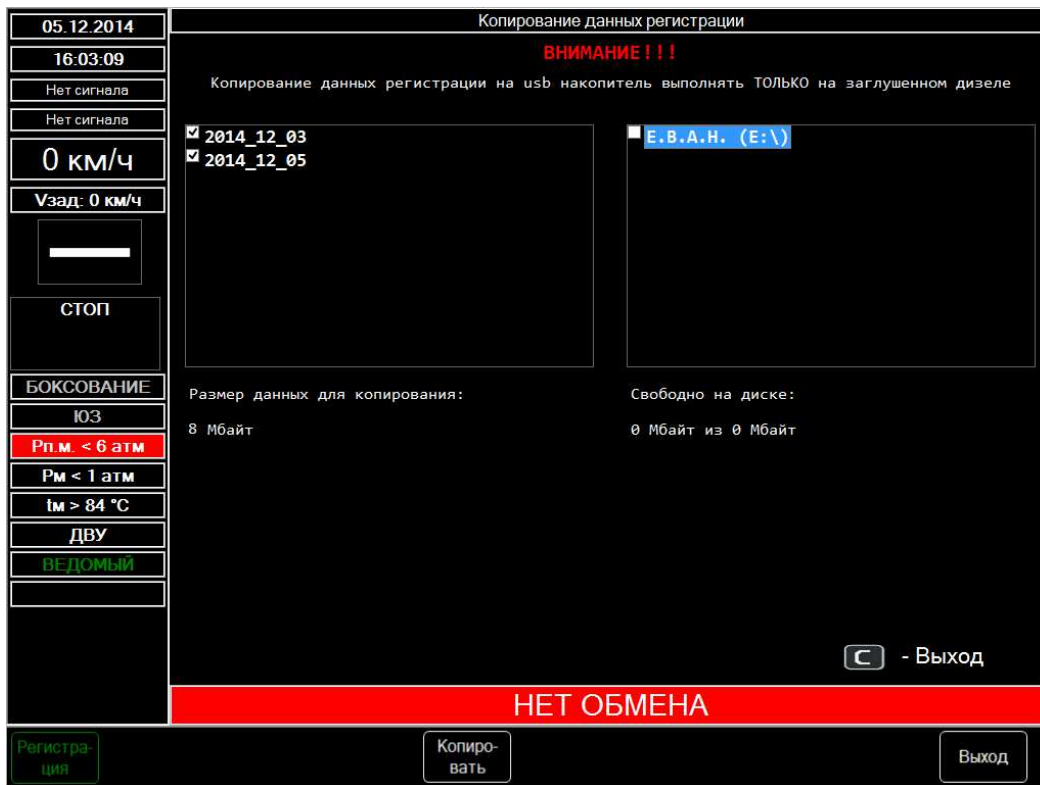 05.12.2014
16:03:09
Нет сигнала
Нет сигнала
0 км/ч
Vзад: 0 км/ч
СТОП
БОКСОВАНИЕ
ЮЗ
Рп.м. < 6 атм
Рм < 1 атм
tм > 84 °C
ДВУ
ВЕДОМЫЙ
Копирование данных регистрации
ВНИМАНИЕ!!!
Копирование данных регистрации на usb накопитель выполнять ТОЛЬКО на заглушенном дизеле
2014_12_03
2014_12_05
E.B.A.H. (E:\)
Размер данных для копирования:
8 Мбайт
Свободно на диске:
0 Мбайт из 0 Мбайт
C - Выход
НЕТ ОБМЕНА
Регистра-
ция
Копиро-
вать
Выход